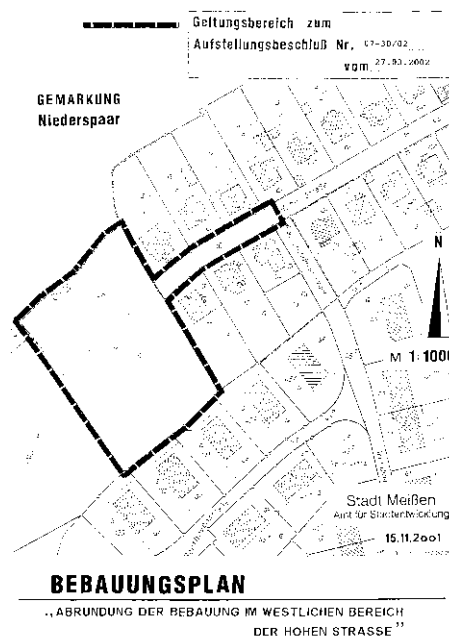 Geltungsbereich zum
Aufstellungsbeschluß Nr. 07-30/02
vom 27.03.2002
GEMARKUNG
Niederspaar
N
M 1:1000
Stadt Meißen
Amt für Stadtentwicklung
15.11.2001
BEBAUUNGSPLAN
„ABRUNDUNG DER BEBAUUNG IM WESTLICHEN BEREICH
DER HOHEN STRASSE”